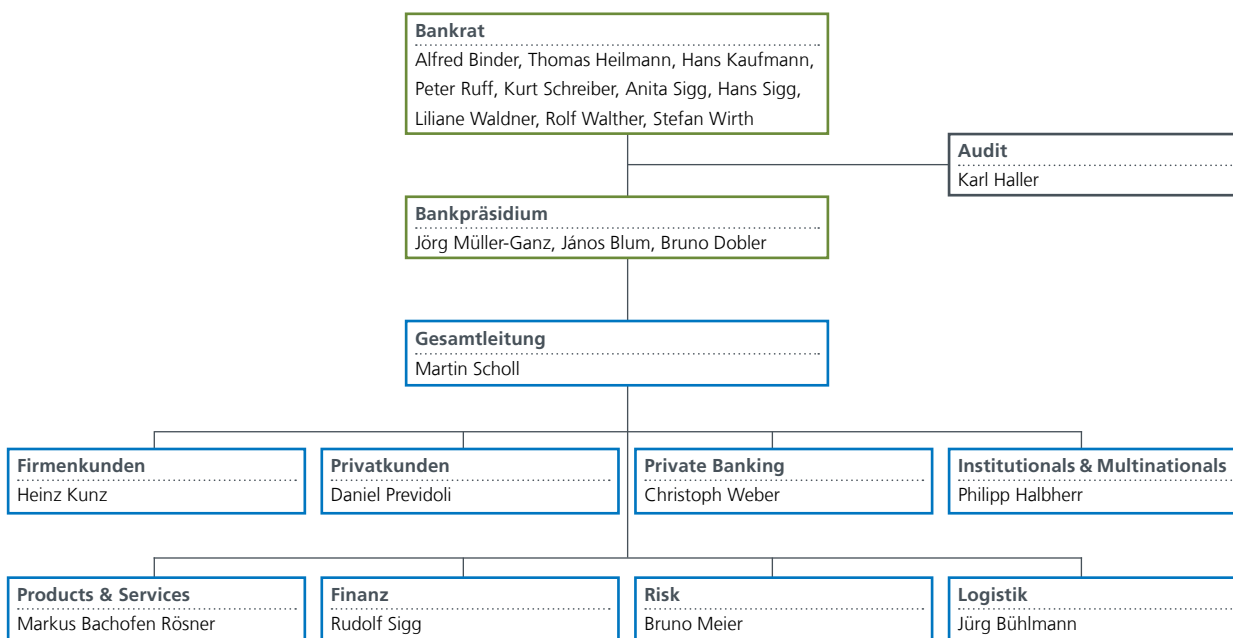 Bankrat
Alfred Binder, Thomas Heilmann, Hans Kaufmann,
Peter Ruff, Kurt Schreiber, Anita Sigg, Hans Sigg,
Liliane Waldner, Rolf Walther, Stefan Wirth
Audit
Karl Haller
Bankpräsidium
Jörg Müller-Ganz, János Blum, Bruno Dobler
Gesamtleitung
Martin Scholl
Firmenkunden
Heinz Kunz
Privatkunden
Daniel Previdoli
Private Banking
Christoph Weber
Institutionals & Multinationals
Philipp Halbherr
Products & Services
Markus Bachofen Rösner
Finanz
Rudolf Sigg
Risk
Bruno Meier
Logistik
Jürg Bühlmann